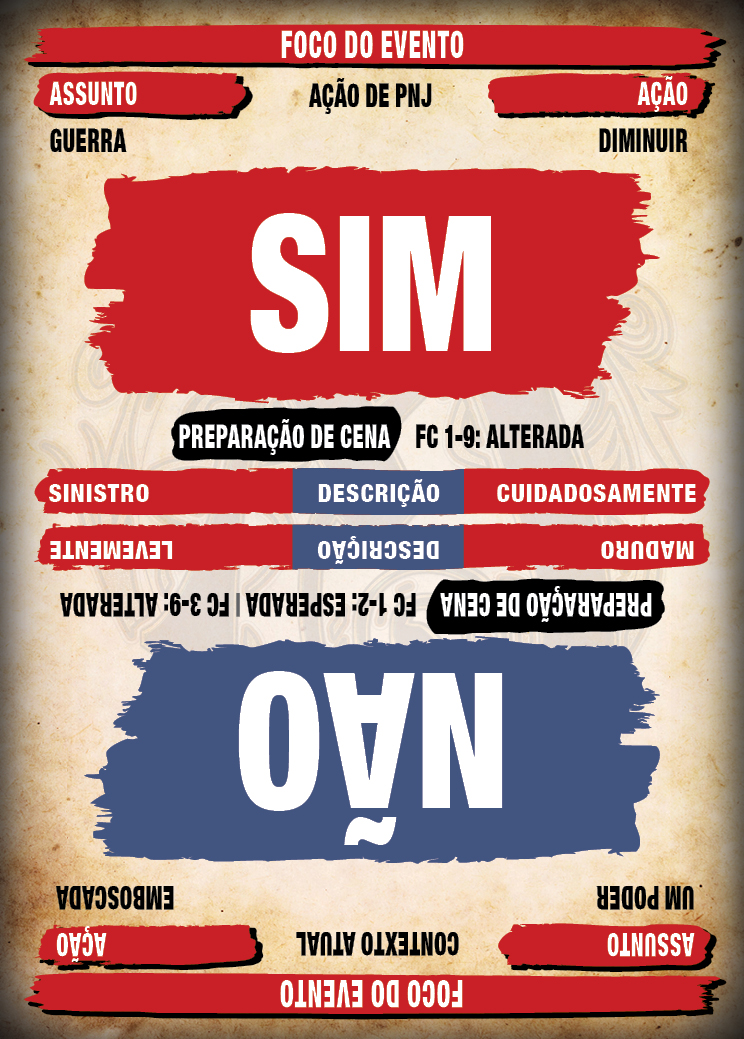 FOCO DO EVENTO
ASSUNTO AÇÃO DE PNJ AÇÃO
GUERRA DIMINUIR
SIM
PREPARAÇÃO DE CENA FC 1-9: ALTERADA
SINISTRO DESCRIÇÃO CUIDADOSAMENTE
MADURO DESCRIÇÃO LEVEMENTE
PREPARAÇÃO DE CENA FC 1-2: ESPERADA | FC 3-9: ALTERADA
NÃO
UM PODER EMBOSCADA
ASSUNTO CONTEXTO ATUAL AÇÃO
FOCO DO EVENTO